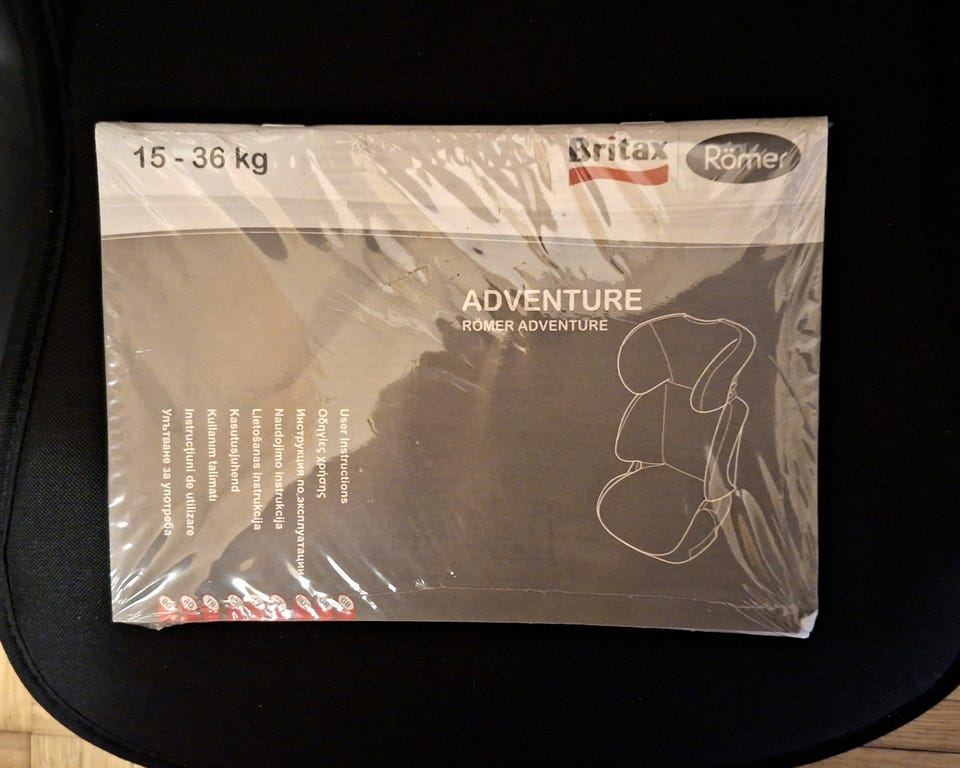 15 - 36 kg
Britax
Römer
ADVENTURE
RÖMER ADVENTURE
User Instructions
Οδηγίες χρήσης
Инструкция по эксплуатации
Naudojimo instrukcija
Lietošanas instrukcija
Kasutusjuhend
Kullanım talimatı
Instrucţiuni de utilizare
Упътване за употреба